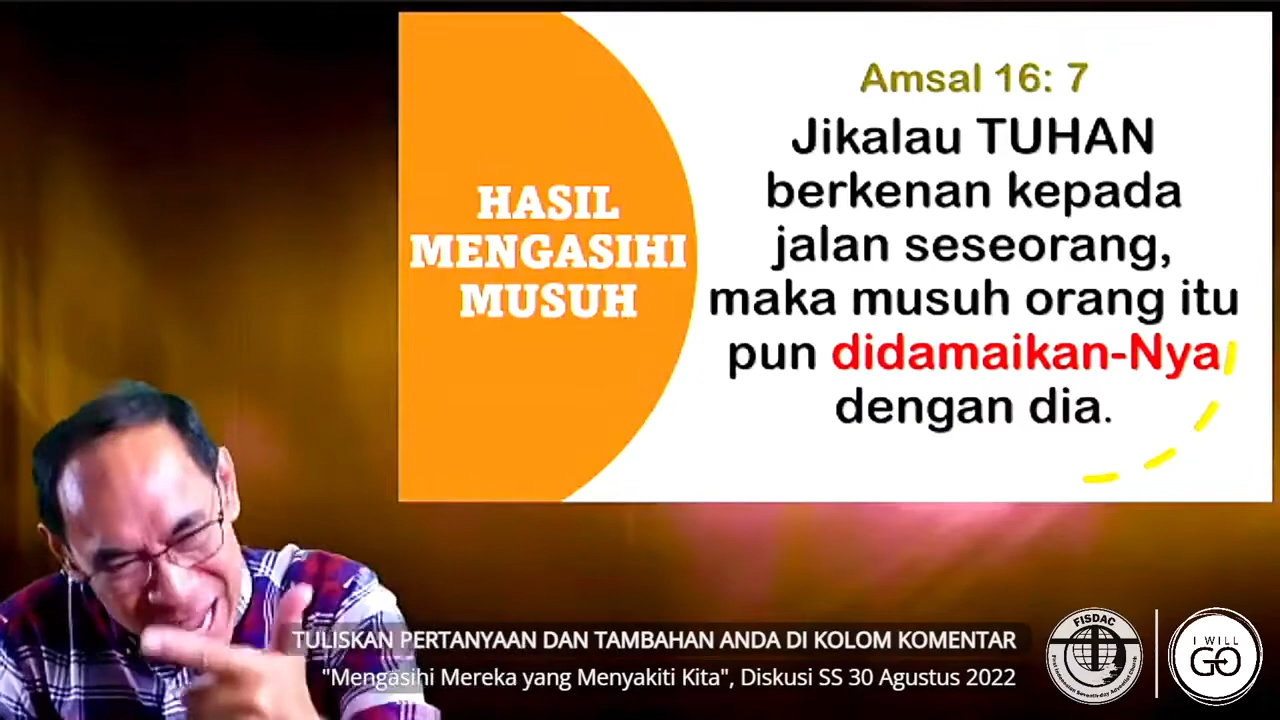 HASIL
MENGASIHI
MUSUH
Amsal 16: 7
Jikalau TUHAN
berkenan kepada
jalan seseorang,
maka musuh orang itu
pun didamaikan-Nya
dengan dia.
TULISKAN PERTANYAAN DAN TAMBAHAN ANDA DI KOLOM KOMENTAR
"Mengasihi Mereka yang Menyakiti Kita", Diskusi SS 30 Agustus 2022
FISDAC
I WILL
GO